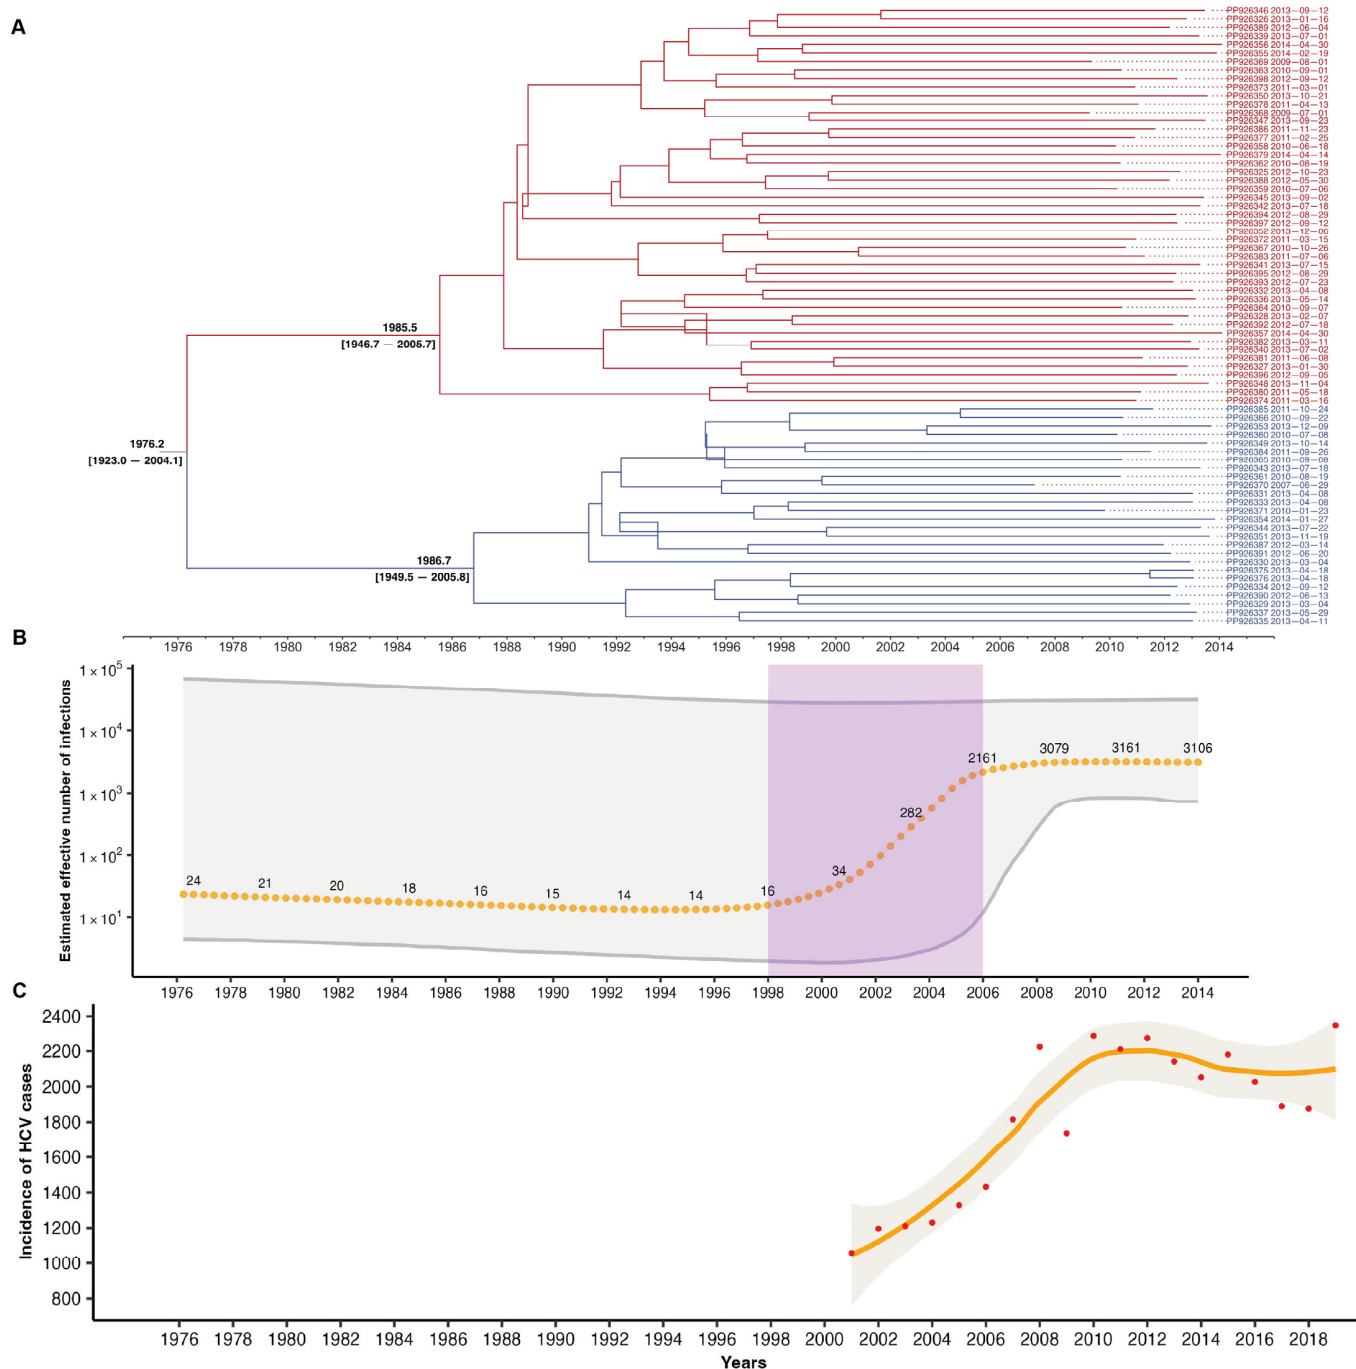 A
PP926346 2013−09−12
PP926326 2013−01−16
PP926389 2012−06−04
PP926339 2013−07−01
PP926356 2014−04−30
PP926355 2014−02−19
PP926369 2009−08−01
PP926363 2010−09−01
PP926398 2012−09−12
PP926373 2011−03−01
PP926350 2013−10−21
PP926378 2011−04−13
PP926368 2009−07−01
PP926347 2013−09−23
PP926386 2011−11−23
PP926377 2011−02−25
PP926358 2010−06−18
PP926379 2014−04−14
PP926362 2010−08−19
PP926325 2012−10−23
PP926388 2012−05−30
PP926359 2010−07−06
PP926345 2013−09−02
PP926342 2013−07−18
PP926394 2012−08−29
PP926397 2012−09−12
PP926352 2013−12−06
PP926372 2011−03−15
PP926367 2010−10−26
PP926383 2011−07−06
PP926341 2013−07−15
PP926395 2012−08−29
PP926393 2012−07−23
PP926332 2013−04−08
PP926336 2013−05−14
PP926364 2010−09−07
PP926328 2013−02−07
PP926392 2012−07−18
PP926357 2014−04−30
PP926382 2013−03−11
PP926340 2013−07−02
PP926381 2011−06−08
PP926327 2013−01−30
PP926396 2012−09−05
PP926348 2013−11−04
PP926380 2011−05−18
PP926374 2011−03−16
PP926385 2011−10−24
PP926366 2010−09−22
PP926353 2013−12−09
PP926360 2010−07−08
PP926349 2013−10−14
PP926384 2011−09−26
PP926365 2010−09−08
PP926343 2013−07−18
PP926361 2010−08−19
PP926370 2007−06−29
PP926331 2013−04−08
PP926333 2013−04−08
PP926371 2010−01−23
PP926354 2014−01−27
PP926344 2013−07−22
PP926351 2013−11−19
PP926387 2012−03−14
PP926391 2012−06−20
PP926330 2013−03−04
PP926375 2013−04−18
PP926376 2013−04−18
PP926334 2012−09−12
PP926390 2012−06−13
PP926329 2013−03−04
PP926337 2013−05−29
PP926335 2013−04−11
1985.5
[1946.7 − 2005.7]
1976.2
[1923.0 − 2004.1]
1986.7
[1949.5 − 2005.8]
1976 1978 1980 1982 1984 1986 1988 1990 1992 1994 1996 1998 2000 2002 2004 2006 2008 2010 2012 2014
B
Estimated effective number of infections
1×10^5
1×10^4
1×10^3
1×10^2
1×10^1
24 21 20 18 16 15 14 14 16 34 282 2161 3079 3161 3106
1976 1978 1980 1982 1984 1986 1988 1990 1992 1994 1996 1998 2000 2002 2004 2006 2008 2010 2012 2014
C
Incidence of HCV cases
2400
2200
2000
1800
1600
1400
1200
1000
800
1976 1978 1980 1982 1984 1986 1988 1990 1992 1994 1996 1998 2000 2002 2004 2006 2008 2010 2012 2014 2016 2018
Years